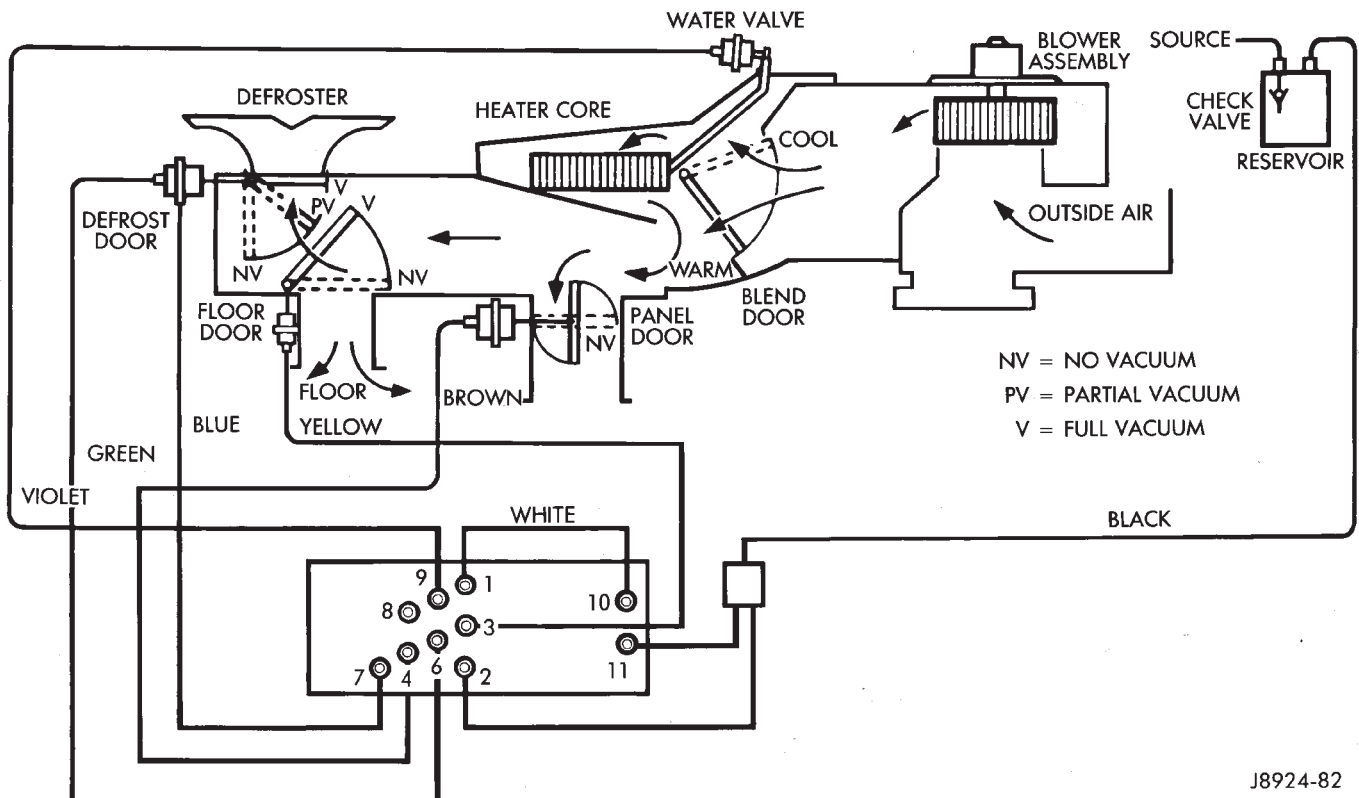 WATER VALVE
BLOWER
ASSEMBLY
SOURCE
DEFROSTER
HEATER CORE
COOL
CHECK
VALVE
RESERVOIR
V
PV
V
DEFROST
DOOR
OUTSIDE AIR
NV
NV
WARM
BLEND
DOOR
FLOOR
DOOR
PANEL
DOOR
NV
FLOOR
BROWN
NV = NO VACUUM
PV = PARTIAL VACUUM
V = FULL VACUUM
BLUE
YELLOW
GREEN
VIOLET
WHITE
BLACK
9
1
8
10
3
7
4
6
2
11
J8924-82